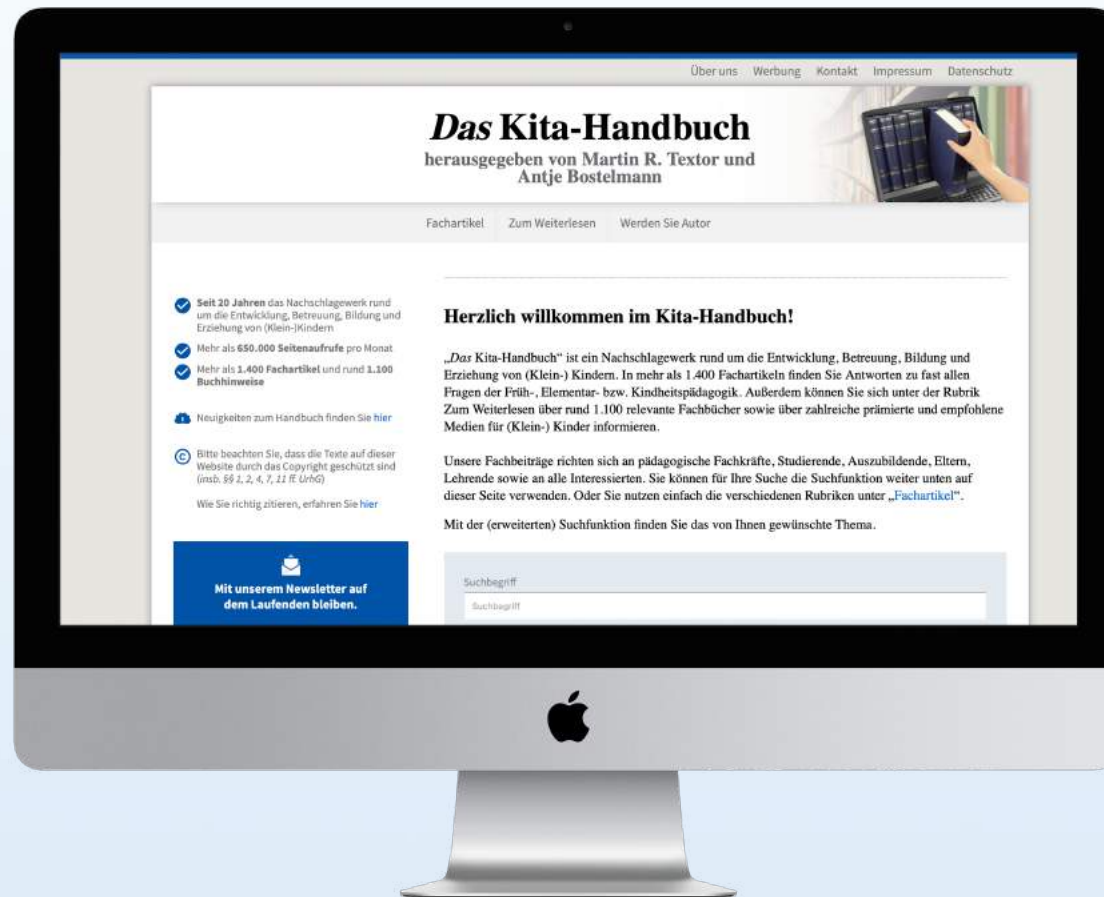 Über uns Werbung Kontakt Impressum Datenschutz
Das Kita-Handbuch
herausgegeben von Martin R. Textor und
Antje Bostelmann
Fachartikel Zum Weiterlesen Werden Sie Autor
Seit 20 Jahren das Nachschlagewerk rund
um die Entwicklung, Betreuung, Bildung und
Erziehung von (Klein-)Kindern
Mehr als 650.000 Seitenaufrufe pro Monat
Mehr als 1.400 Fachartikel und rund 1.100
Buchhinweise
Neuigkeiten zum Handbuch finden Sie hier
Bitte beachten Sie, dass die Texte auf dieser
Website durch das Copyright geschützt sind
(insb. §§ 1, 2, 4, 7, 11 ff. UrhG)
Wie Sie richtig zitieren, erfahren Sie hier
Mit unserem Newsletter auf
dem Laufenden bleiben.
Herzlich willkommen im Kita-Handbuch!
„Das Kita-Handbuch“ ist ein Nachschlagewerk rund um die Entwicklung, Betreuung, Bildung und
Erziehung von (Klein-) Kindern. In mehr als 1.400 Fachartikeln finden Sie Antworten zu fast allen
Fragen der Früh-, Elementar- bzw. Kindheitspädagogik. Außerdem können Sie sich unter der Rubrik
Zum Weiterlesen über rund 1.100 relevante Fachbücher sowie über zahlreiche prämierte und empfohlene
Medien für (Klein-) Kinder informieren.
Unsere Fachbeiträge richten sich an pädagogische Fachkräfte, Studierende, Auszubildende, Eltern,
Lehrende sowie an alle Interessierten. Sie können für Ihre Suche die Suchfunktion weiter unten auf
dieser Seite verwenden. Oder Sie nutzen einfach die verschiedenen Rubriken unter „Fachartikel“.
Mit der (erweiterten) Suchfunktion finden Sie das von Ihnen gewünschte Thema.
Suchbegriff
Suchbegriff